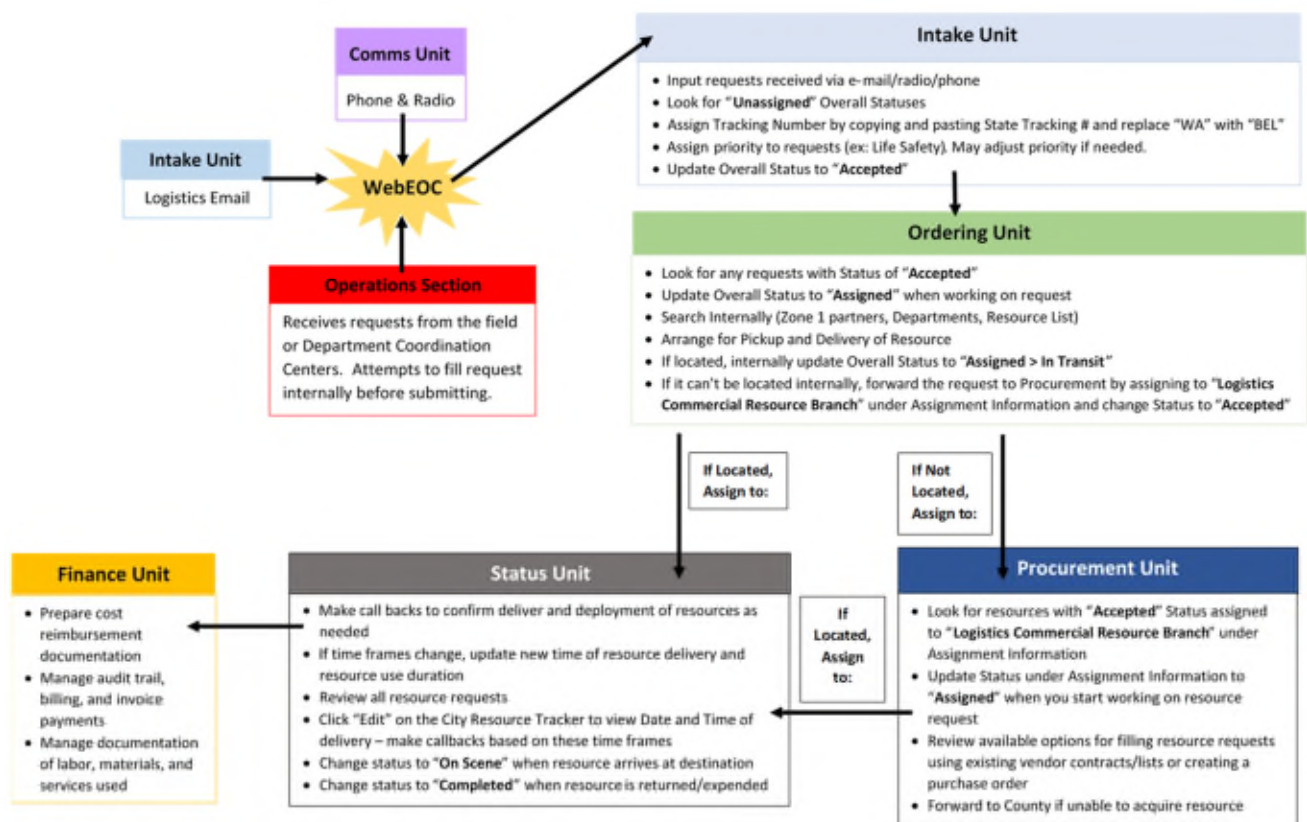 Comms Unit
Phone & Radio
Intake Unit
Logistics Email
WebEOC
Operations Section
Receives requests from the field
or Department Coordination
Centers. Attempts to fill request
internally before submitting.
Intake Unit
• Input requests received via e-mail/radio/phone
• Look for "Unassigned" Overall Statuses
• Assign Tracking Number by copying and pasting State Tracking # and replace "WA" with "BEL"
• Assign priority to requests (ex: Life Safety). May adjust priority if needed.
• Update Overall Status to "Accepted"
Ordering Unit
• Look for any requests with Status of "Accepted"
• Update Overall Status to "Assigned" when working on request
• Search Internally (Zone 1 partners, Departments, Resource List)
• Arrange for Pickup and Delivery of Resource
• If located, internally update Overall Status to "Assigned > In Transit"
• If it can't be located internally, forward the request to Procurement by assigning to "Logistics
Commercial Resource Branch" under Assignment Information and change Status to "Accepted"
If Located,
Assign to:
If Not
Located,
Assign to:
Finance Unit
• Prepare cost
reimbursement
documentation
• Manage audit trail,
billing, and invoice
payments
• Manage documentation
of labor, materials, and
services used
Status Unit
• Make call backs to confirm deliver and deployment of resources as
needed
• If time frames change, update new time of resource delivery and
resource use duration
• Review all resource requests
• Click "Edit" on the City Resource Tracker to view Date and Time of
delivery – make callbacks based on these time frames
• Change status to "On Scene" when resource arrives at destination
• Change status to "Completed" when resource is returned/expended
If
Located,
Assign
to:
Procurement Unit
• Look for resources with "Accepted" Status assigned
to "Logistics Commercial Resource Branch" under
Assignment Information
• Update Status under Assignment Information to
"Assigned" when you start working on resource
request
• Review available options for filling resource requests
using existing vendor contracts/lists or creating a
purchase order
• Forward to County if unable to acquire resource